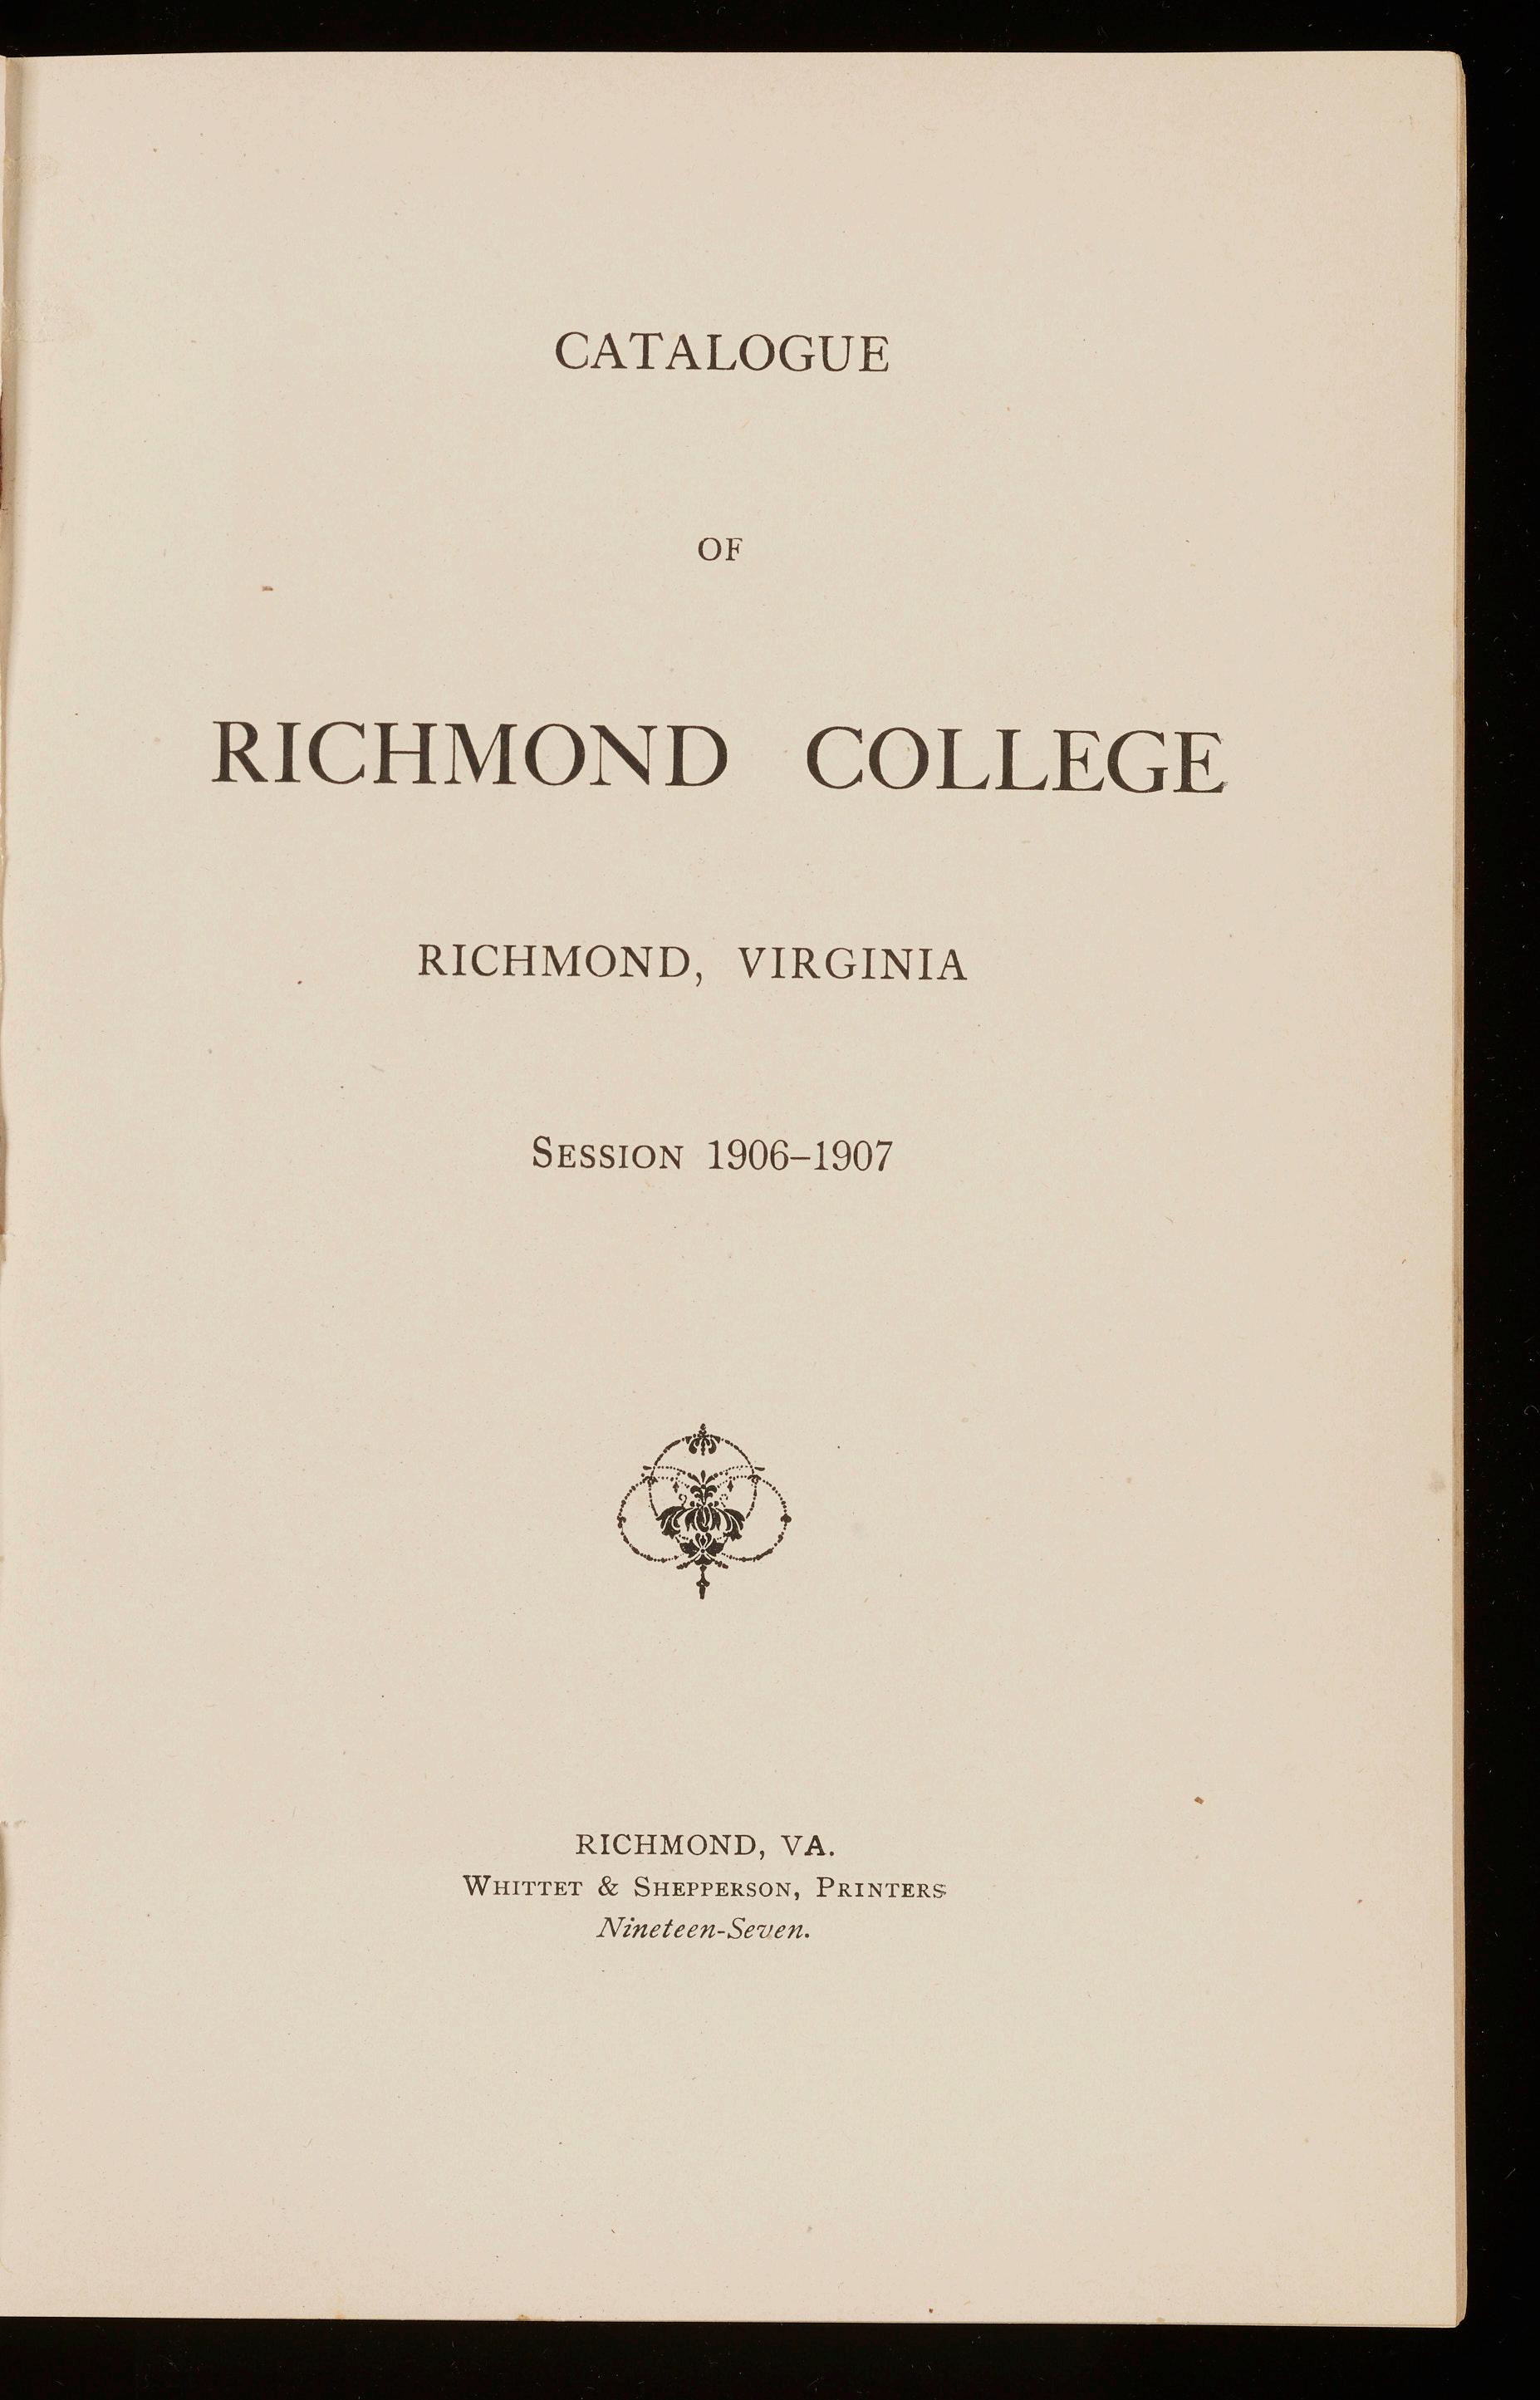 CATALOGUE
OF
RICHMOND COLLEGE
RICHMOND, VIRGINIA
SESSION 1906–1907
RICHMOND, VA.
WHITTET & SHEPPERSON, PRINTERS
Nineteen-Seven.